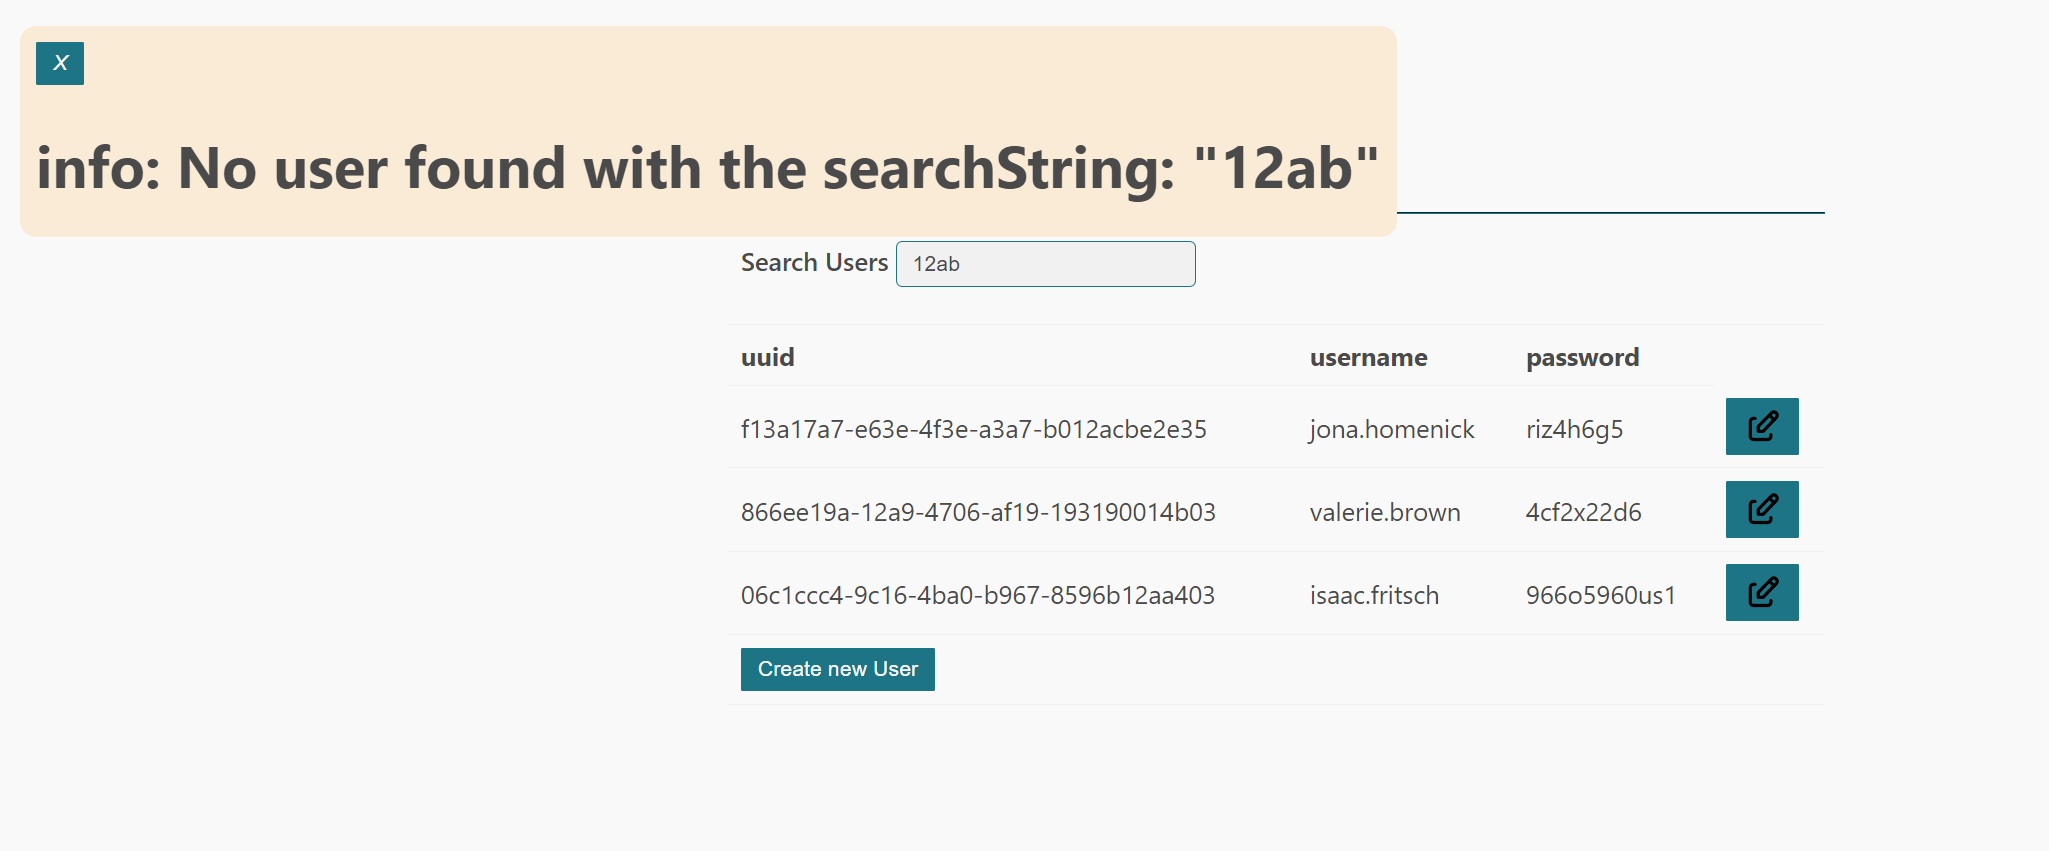 X
info: No user found with the searchString: "12ab"
Search Users 12ab
uuid username password
f13a17a7-e63e-4f3e-a3a7-b012acbe2e35 jona.homenick riz4h6g5
866ee19a-12a9-4706-af19-193190014b03 valerie.brown 4cf2x22d6
06c1ccc4-9c16-4ba0-b967-8596b12aa403 isaac.fritsch 966o5960us1
Create new User